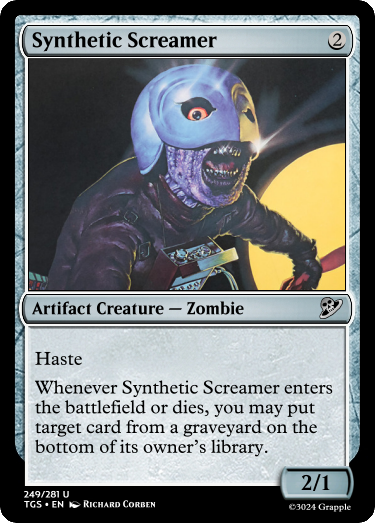 Synthetic Screamer 2
Artifact Creature — Zombie
Haste
Whenever Synthetic Screamer enters
the battlefield or dies, you may put
target card from a graveyard on the
bottom of its owner's library.
2/1
249/281 U
TGS • EN Richard Corben
©3024 Grapple